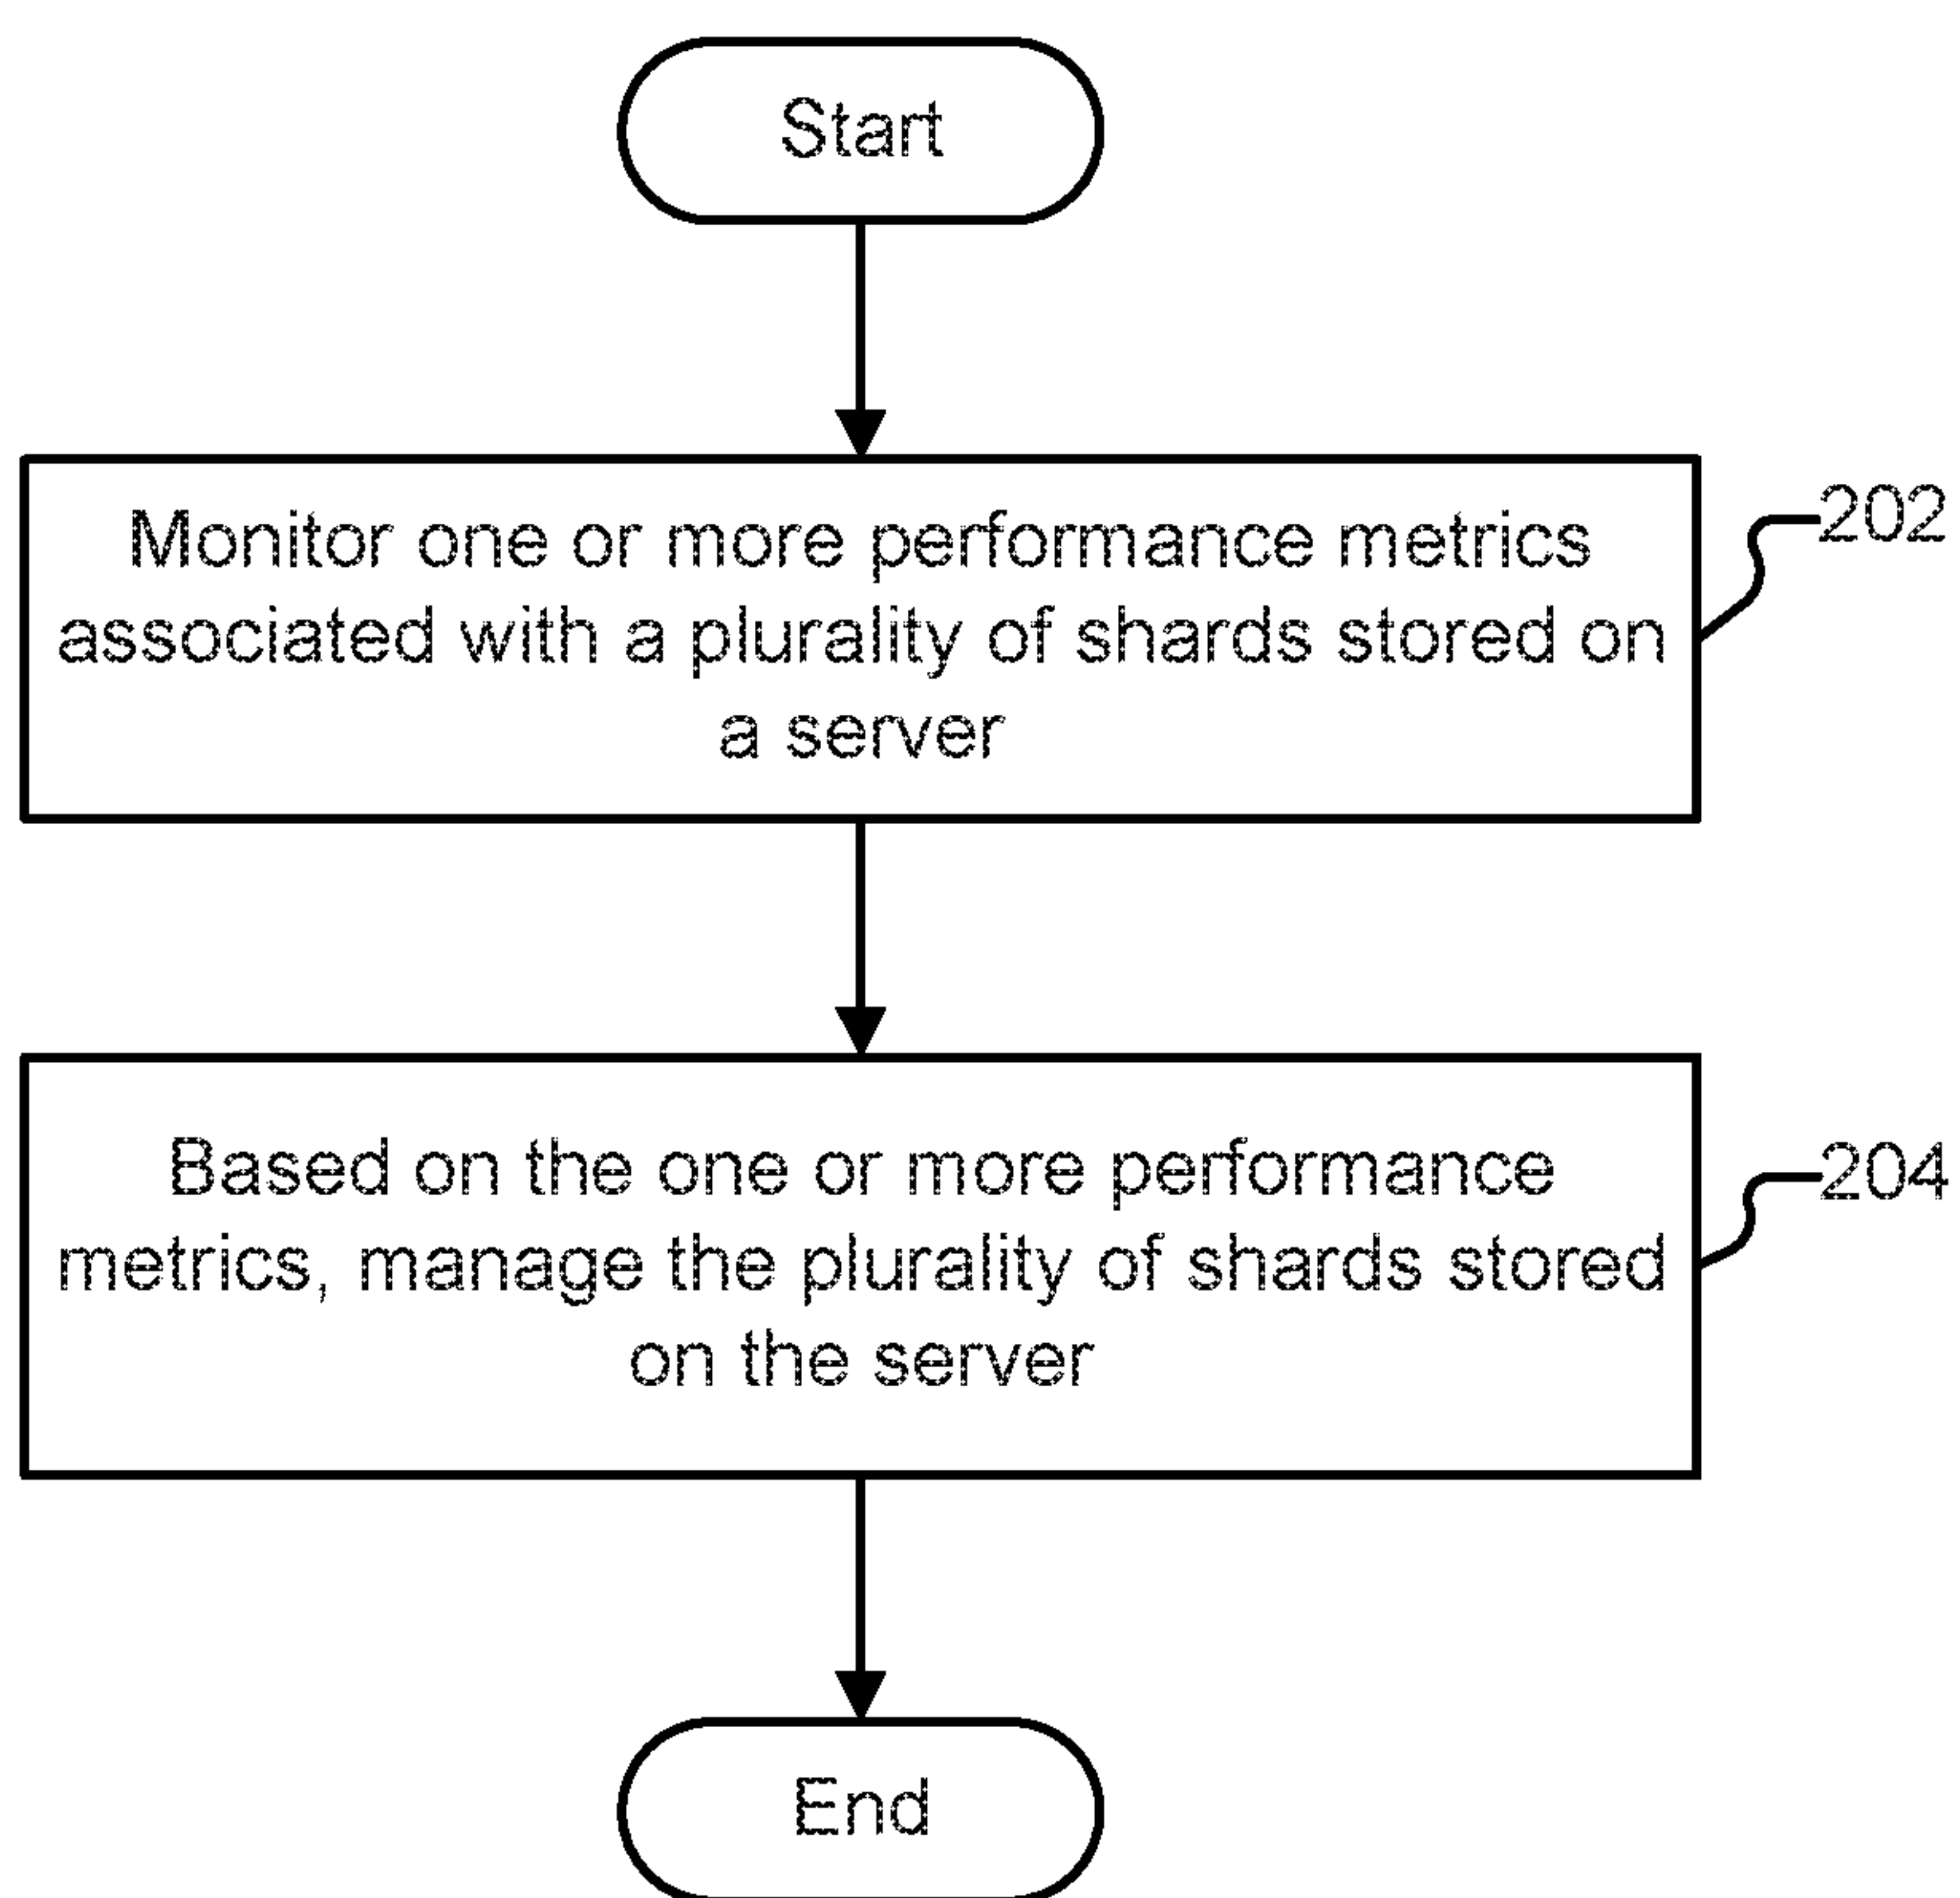 Start
Monitor one or more performance metrics
associated with a plurality of shards stored on
a server
202
Based on the one or more performance
metrics, manage the plurality of shards stored
on the server
204
End